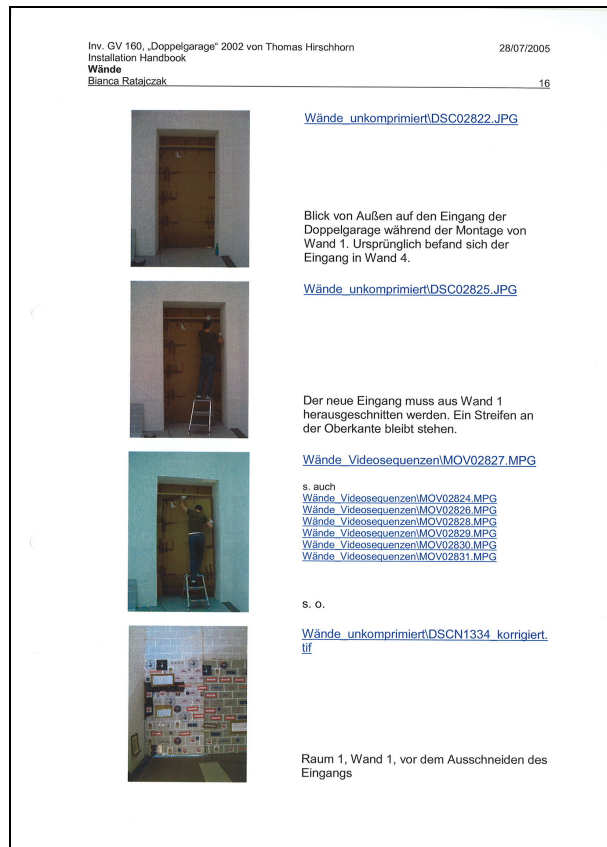 Inv. GV 160, „Doppelgarage“ 2002 von Thomas Hirschhorn 28/07/2005
Installation Handbook
Wände
Bianca Ratajczak 16
Wände_unkomprimiert\DSC02822.JPG
Blick von Außen auf den Eingang der
Doppelgarage während der Montage von
Wand 1. Ursprünglich befand sich der
Eingang in Wand 4.
Wände_unkomprimiert\DSC02825.JPG
Der neue Eingang muss aus Wand 1
herausgeschnitten werden. Ein Streifen an
der Oberkante bleibt stehen.
Wände_Videosequenzen\MOV02827.MPG
s. auch
Wände_Videosequenzen\MOV02824.MPG
Wände_Videosequenzen\MOV02826.MPG
Wände_Videosequenzen\MOV02828.MPG
Wände_Videosequenzen\MOV02829.MPG
Wände_Videosequenzen\MOV02830.MPG
Wände_Videosequenzen\MOV02831.MPG
s. o.
Wände_unkomprimiert\DSCN1334_korrigiert.
tif
Raum 1, Wand 1, vor dem Ausschneiden des
Eingangs